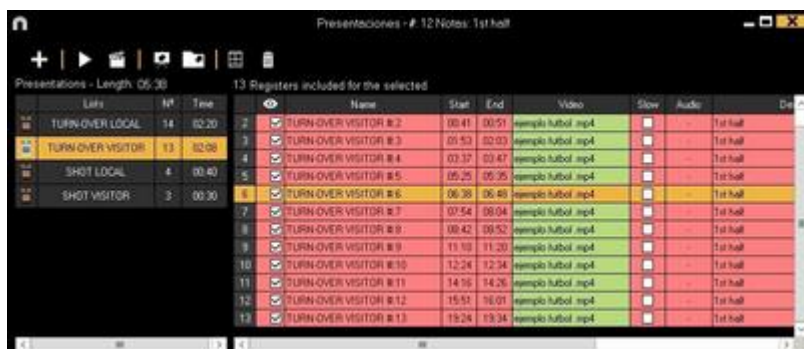 Presentaciones - #: 12 Notes: 1st half
Presentations - Length: 05:38
13 Registers included for the selected
Lists Nº Time
TURN-OVER LOCAL 14 02:20
TURN-OVER VISITOR 13 02:08
SHOT LOCAL 4 00:40
SHOT VISITOR 3 00:30
Name Start End Video Slow Audio De
2 TURN-OVER VISITOR #:2 00:41 00:51 ejemplo futbol .mp4 - 1st half
3 TURN-OVER VISITOR #:3 01:53 02:03 ejemplo futbol .mp4 - 1st half
4 TURN-OVER VISITOR #:4 03:37 03:47 ejemplo futbol .mp4 - 1st half
5 TURN-OVER VISITOR #:5 05:25 05:35 ejemplo futbol .mp4 - 1st half
6 TURN-OVER VISITOR #:6 06:38 06:48 ejemplo futbol .mp4 - 1st half
7 TURN-OVER VISITOR #:7 07:54 08:04 ejemplo futbol .mp4 - 1st half
8 TURN-OVER VISITOR #:8 08:42 08:52 ejemplo futbol .mp4 - 1st half
9 TURN-OVER VISITOR #:9 11:10 11:20 ejemplo futbol .mp4 - 1st half
10 TURN-OVER VISITOR #:10 12:24 12:34 ejemplo futbol .mp4 - 1st half
11 TURN-OVER VISITOR #:11 14:16 14:26 ejemplo futbol .mp4 - 1st half
12 TURN-OVER VISITOR #:12 15:51 16:01 ejemplo futbol .mp4 - 1st half
13 TURN-OVER VISITOR #:13 19:24 19:34 ejemplo futbol .mp4 - 1st half